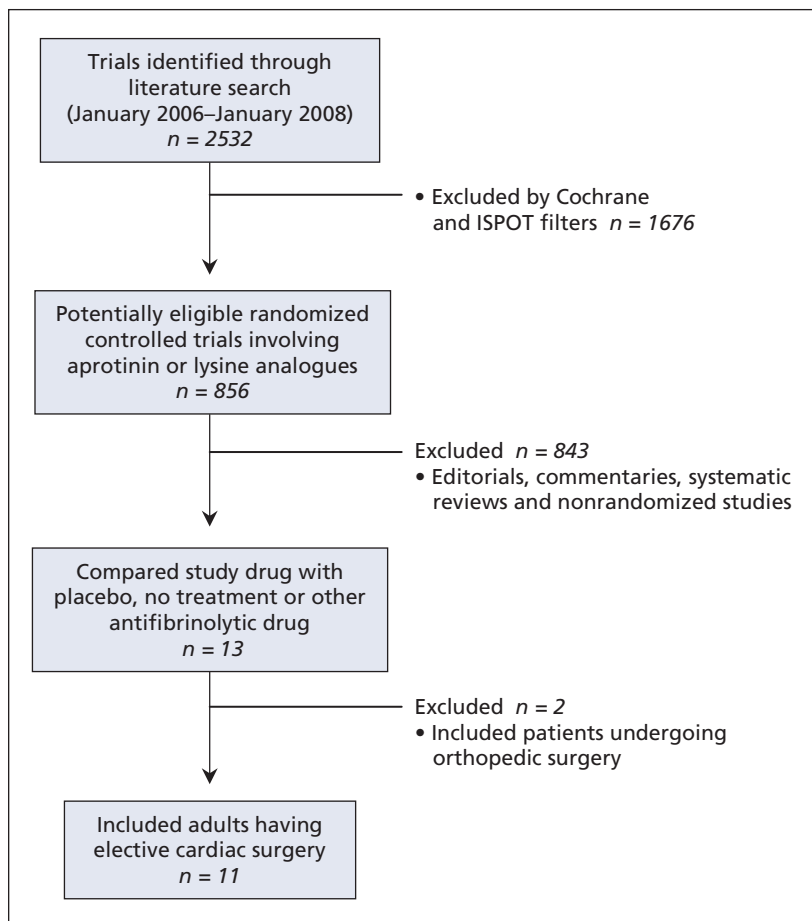 Trials identified through
literature search
(January 2006–January 2008)
n = 2532
• Excluded by Cochrane
and ISPOT filters n = 1676
Potentially eligible randomized
controlled trials involving
aprotinin or lysine analogues
n = 856
Excluded n = 843
• Editorials, commentaries, systematic
reviews and nonrandomized studies
Compared study drug with
placebo, no treatment or other
antifibrinolytic drug
n = 13
Excluded n = 2
• Included patients undergoing
orthopedic surgery
Included adults having
elective cardiac surgery
n = 11